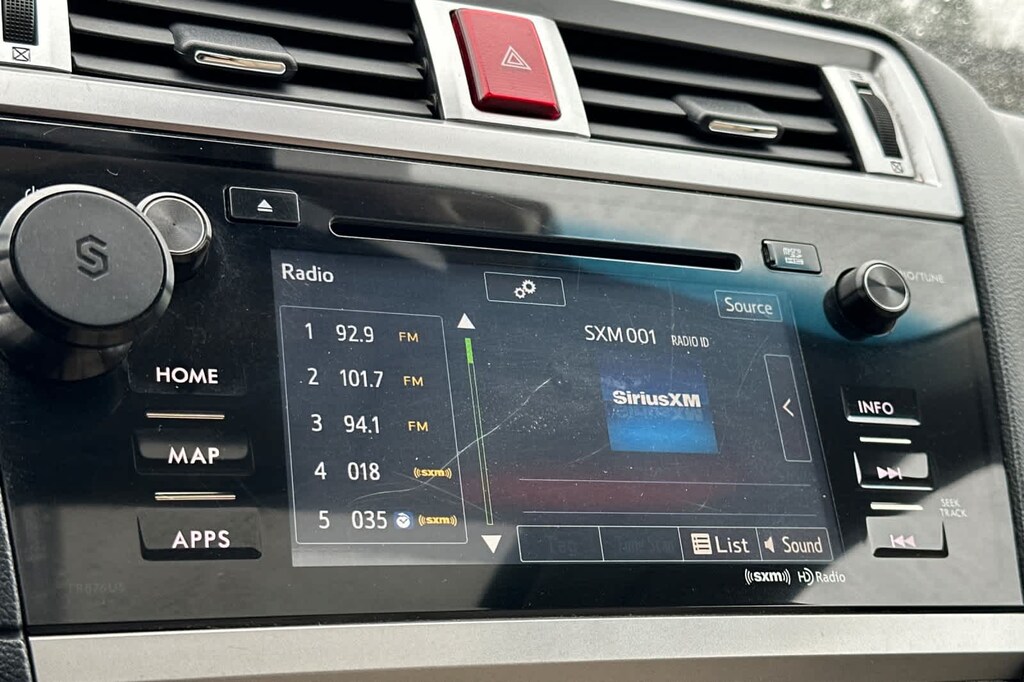 Radio
Source
1 92.9 FM
SXM 001 RADIO ID
2 101.7 FM
SiriusXM
3 94.1 FM
4 018 ((sxm))
5 035 ((sxm))
List
Sound
((sxm)) HD Radio
HOME
MAP
APPS
INFO
SEEK
TRACK